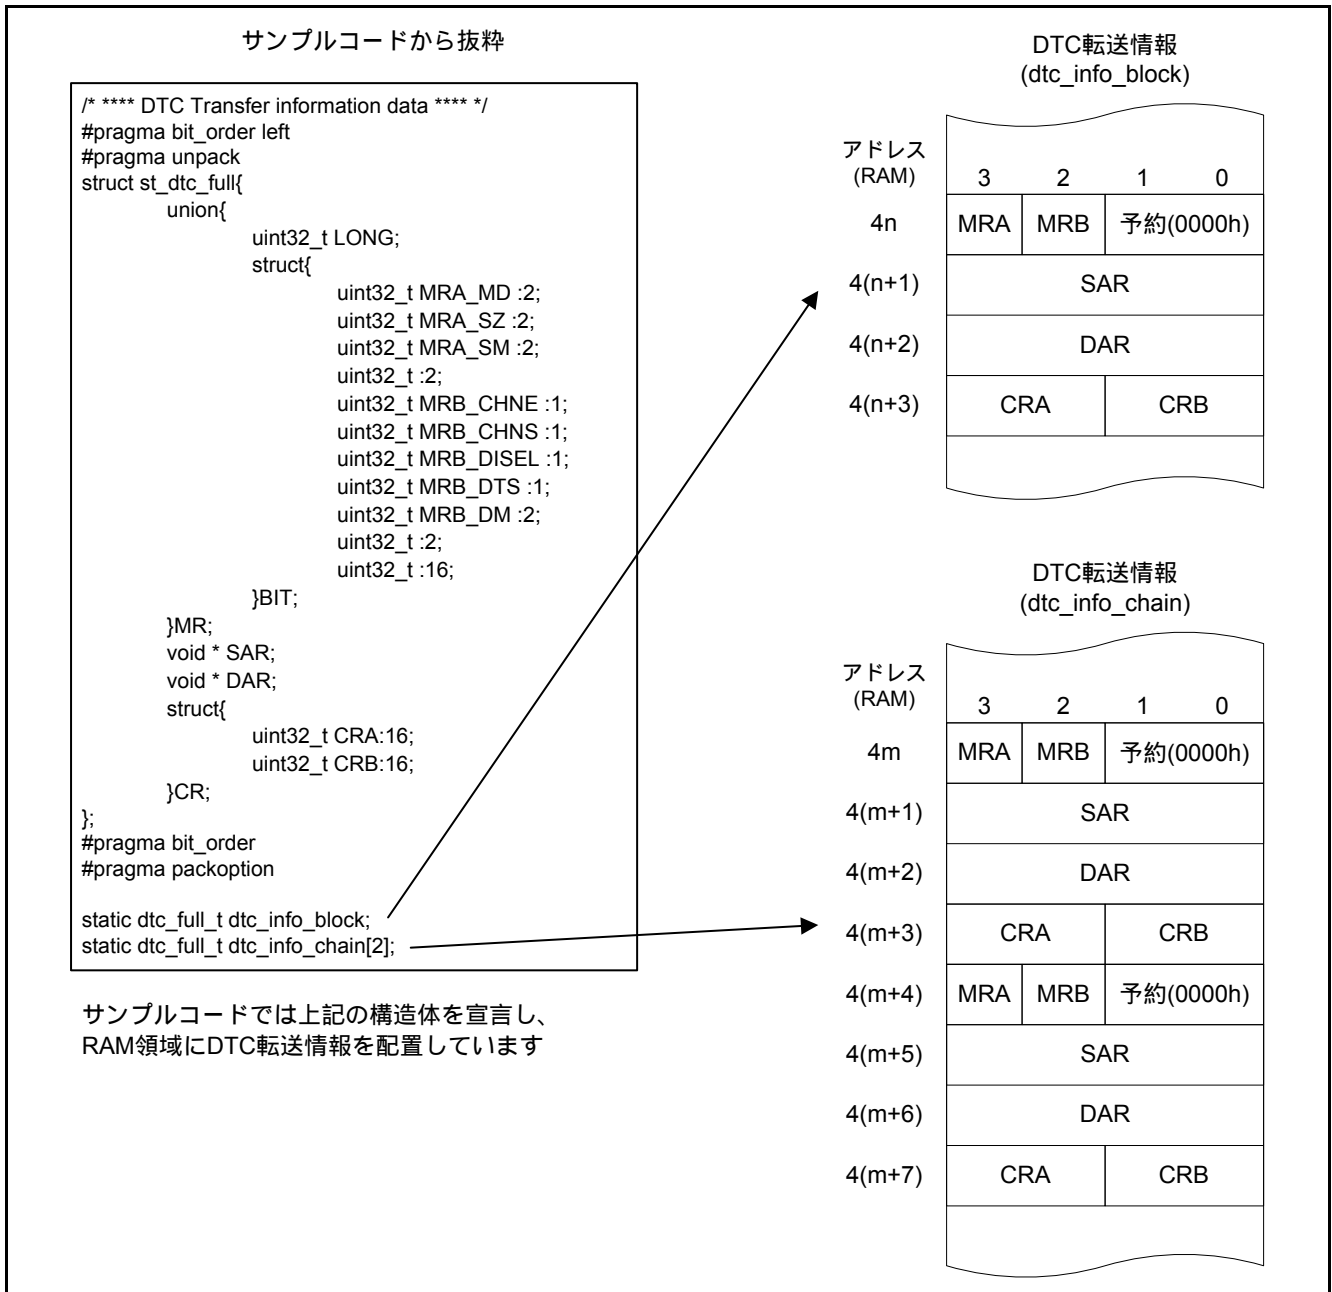 サンプルコードから抜粋
/* **** DTC Transfer information data **** */
#pragma bit_order left
#pragma unpack
struct st_dtc_full{
union{
uint32_t LONG;
struct{
uint32_t MRA_MD :2;
uint32_t MRA_SZ :2;
uint32_t MRA_SM :2;
uint32_t :2;
uint32_t MRB_CHNE :1;
uint32_t MRB_CHNS :1;
uint32_t MRB_DISEL :1;
uint32_t MRB_DTS :1;
uint32_t MRB_DM :2;
uint32_t :2;
uint32_t :16;
}BIT;
}MR;
void * SAR;
void * DAR;
struct{
uint32_t CRA:16;
uint32_t CRB:16;
}CR;
};
#pragma bit_order
#pragma packoption
static dtc_full_t dtc_info_block;
static dtc_full_t dtc_info_chain[2];
サンプルコードでは上記の構造体を宣言し、
RAM領域にDTC転送情報を配置しています
DTC転送情報
(dtc_info_block)
アドレス
(RAM) 3 2 1 0
4n MRA MRB 予約(0000h)
4(n+1) SAR
4(n+2) DAR
4(n+3) CRA CRB
DTC転送情報
(dtc_info_chain)
アドレス
(RAM) 3 2 1 0
4m MRA MRB 予約(0000h)
4(m+1) SAR
4(m+2) DAR
4(m+3) CRA CRB
4(m+4) MRA MRB 予約(0000h)
4(m+5) SAR
4(m+6) DAR
4(m+7) CRA CRB